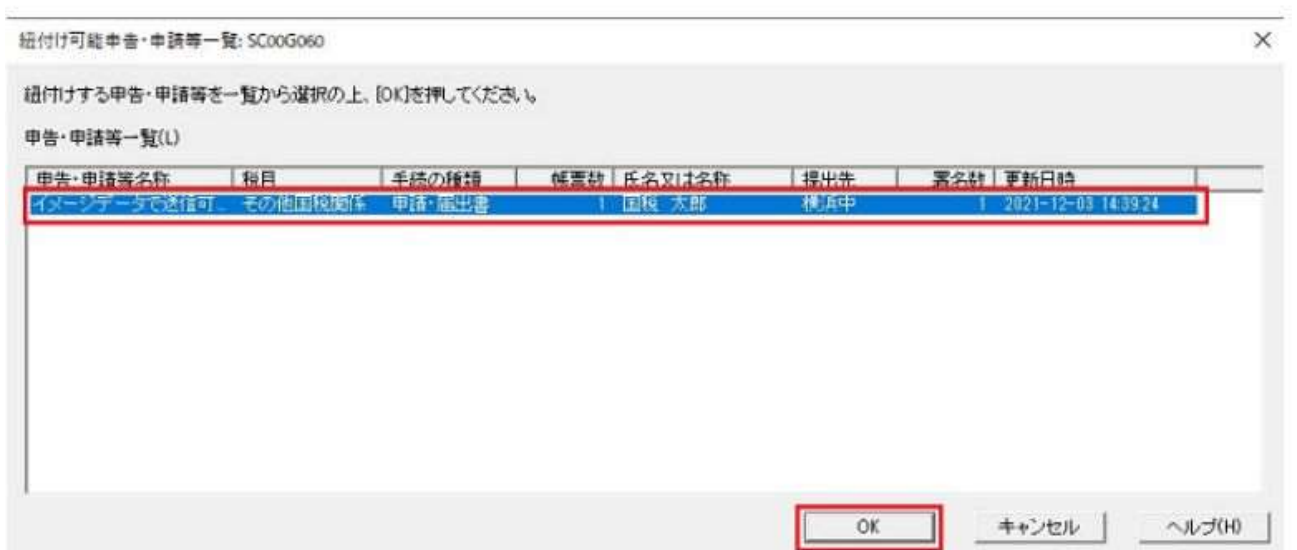 紐付け可能申告・申請等一覧: SC00G060
紐付けする申告・申請等を一覧から選択の上、[OK]を押してください。
申告・申請等一覧(L)
申告・申請等名称 税目 手続の種類 帳票数 氏名又は名称 提出先 署名数 更新日時
イメージデータで送信可... その他国税関係 申請・届出書 1 国税 太郎 横浜中 1 2021-12-03 14:39:24
OK キャンセル ヘルプ(H)